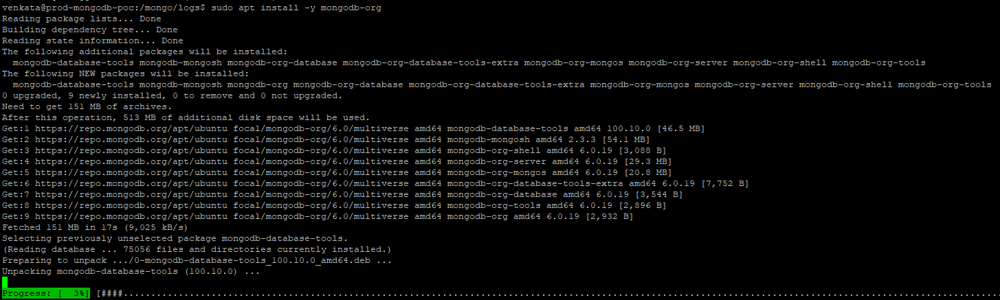 venkata@prod-mongodb-poc:/mongo/logs$ sudo apt install -y mongodb-org
Reading package lists... Done
Building dependency tree... Done
Reading state information... Done
The following additional packages will be installed:
  mongodb-database-tools mongodb-mongosh mongodb-org-database mongodb-org-database-tools-extra mongodb-org-mongos mongodb-org-server mongodb-org-shell mongodb-org-tools
The following NEW packages will be installed:
  mongodb-database-tools mongodb-mongosh mongodb-org mongodb-org-database mongodb-org-database-tools-extra mongodb-org-mongos mongodb-org-server mongodb-org-shell mongodb-org-tools
0 upgraded, 9 newly installed, 0 to remove and 0 not upgraded.
Need to get 151 MB of archives.
After this operation, 513 MB of additional disk space will be used.
Get:1 https://repo.mongodb.org/apt/ubuntu focal/mongodb-org/6.0/multiverse amd64 mongodb-database-tools amd64 100.10.0 [46.5 MB]
Get:2 https://repo.mongodb.org/apt/ubuntu focal/mongodb-org/6.0/multiverse amd64 mongodb-mongosh amd64 2.3.3 [54.1 MB]
Get:3 https://repo.mongodb.org/apt/ubuntu focal/mongodb-org/6.0/multiverse amd64 mongodb-org-shell amd64 6.0.19 [3,088 B]
Get:4 https://repo.mongodb.org/apt/ubuntu focal/mongodb-org/6.0/multiverse amd64 mongodb-org-server amd64 6.0.19 [29.3 MB]
Get:5 https://repo.mongodb.org/apt/ubuntu focal/mongodb-org/6.0/multiverse amd64 mongodb-org-mongos amd64 6.0.19 [20.8 MB]
Get:6 https://repo.mongodb.org/apt/ubuntu focal/mongodb-org/6.0/multiverse amd64 mongodb-org-database-tools-extra amd64 6.0.19 [7,752 B]
Get:7 https://repo.mongodb.org/apt/ubuntu focal/mongodb-org/6.0/multiverse amd64 mongodb-org-database amd64 6.0.19 [3,544 B]
Get:8 https://repo.mongodb.org/apt/ubuntu focal/mongodb-org/6.0/multiverse amd64 mongodb-org-tools amd64 6.0.19 [2,896 B]
Get:9 https://repo.mongodb.org/apt/ubuntu focal/mongodb-org/6.0/multiverse amd64 mongodb-org amd64 6.0.19 [2,932 B]
Fetched 151 MB in 17s (9,025 kB/s)
Selecting previously unselected package mongodb-database-tools.
(Reading database ... 75056 files and directories currently installed.)
Preparing to unpack .../0-mongodb-database-tools_100.10.0_amd64.deb ...
Unpacking mongodb-database-tools (100.10.0) ...
Progress: [  3%] [####...................................................................................................................................................